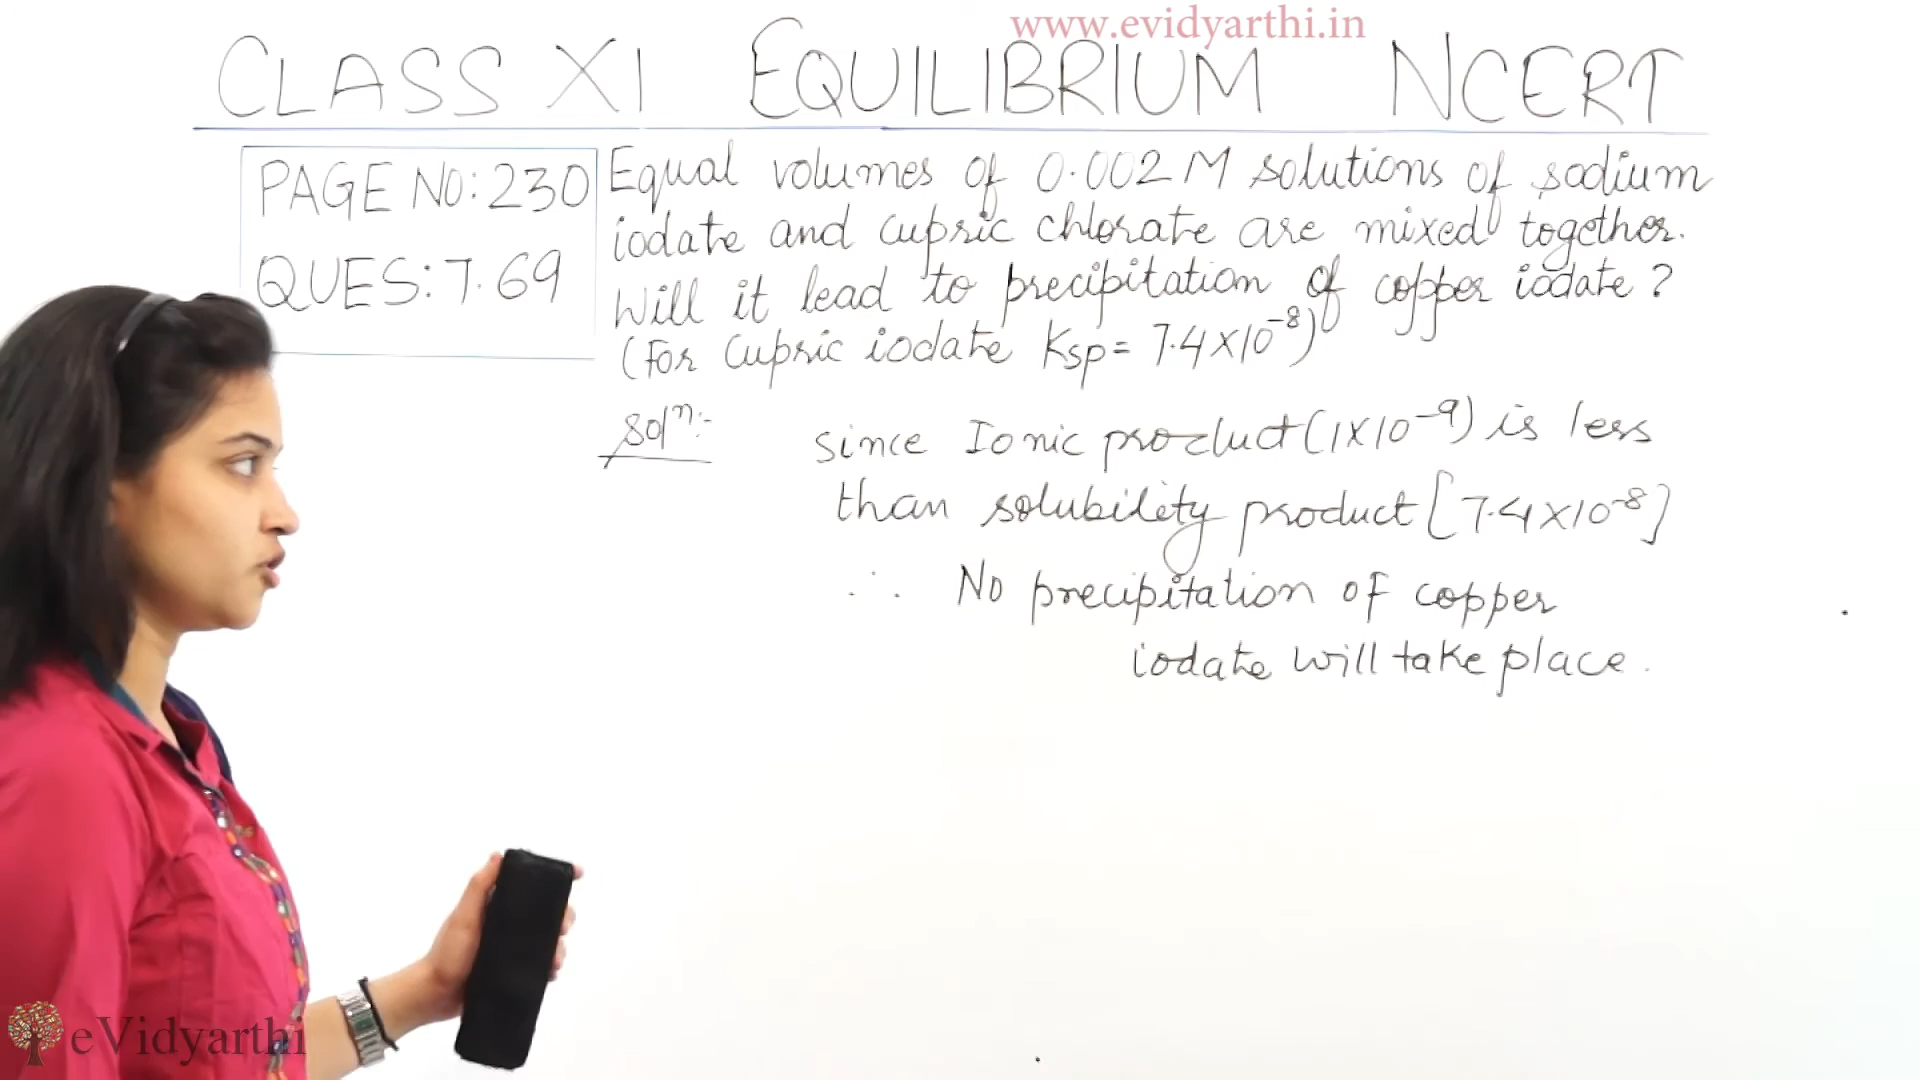 www.evidyarthi.in
CLASS XI EQUILIBRIUM NCERT
PAGE NO: 230
QUES: 7.69
Equal volumes of 0.002 M solutions of sodium
iodate and cupric chlorate are mixed together.
Will it lead to precipitation of copper iodate?
(For Cupric iodate Ksp = 7.4 × 10⁻⁸)
Solⁿ:-
since Ionic product (1×10⁻⁹) is less
than solubility product [7.4×10⁻⁸]
∴ No precipitation of copper
iodate will take place.
eVidyarthi